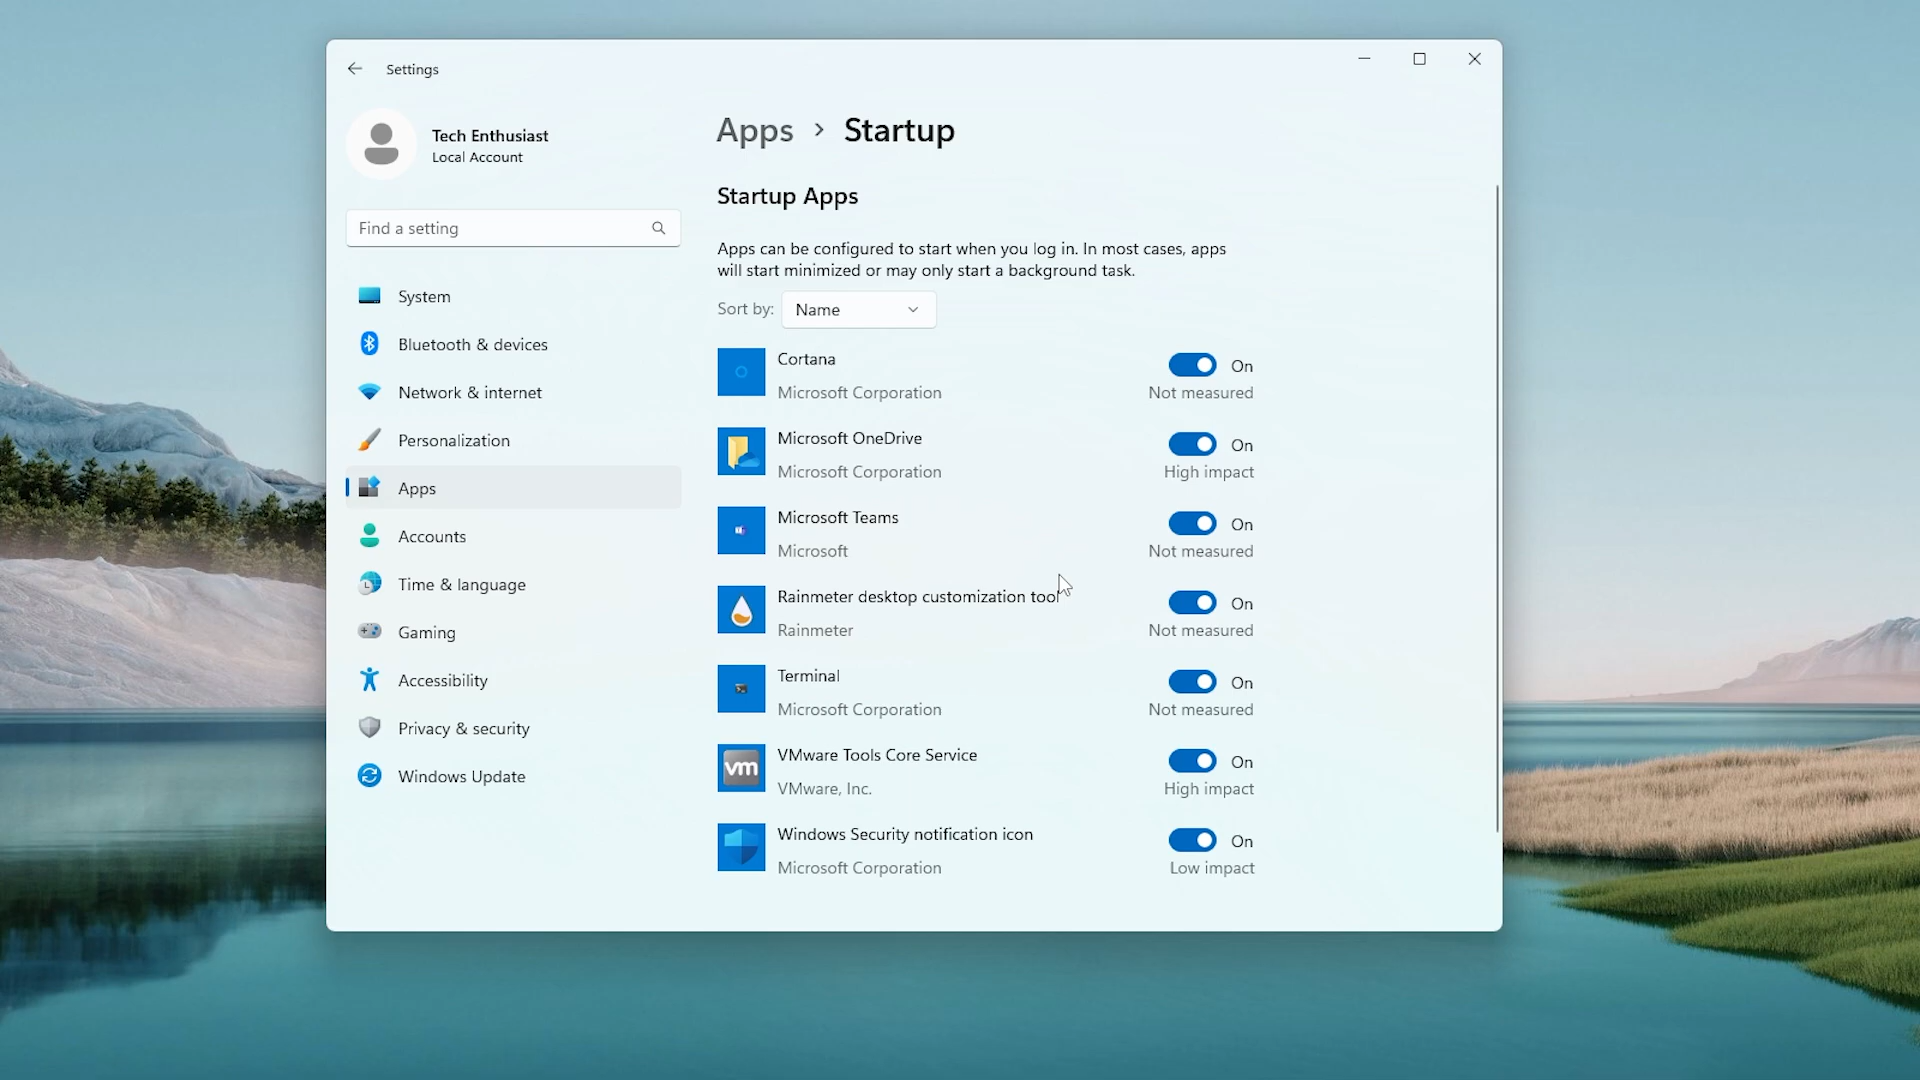 Settings
Tech Enthusiast
Local Account
Find a setting
System
Bluetooth & devices
Network & internet
Personalization
Apps
Accounts
Time & language
Gaming
Accessibility
Privacy & security
Windows Update
Apps > Startup
Startup Apps
Apps can be configured to start when you log in. In most cases, apps
will start minimized or may only start a background task.
Sort by: Name
Cortana On
Microsoft Corporation Not measured
Microsoft OneDrive On
Microsoft Corporation High impact
Microsoft Teams On
Microsoft Not measured
Rainmeter desktop customization tool On
Rainmeter Not measured
Terminal On
Microsoft Corporation Not measured
vm
VMware Tools Core Service On
VMware, Inc. High impact
Windows Security notification icon On
Microsoft Corporation Low impact